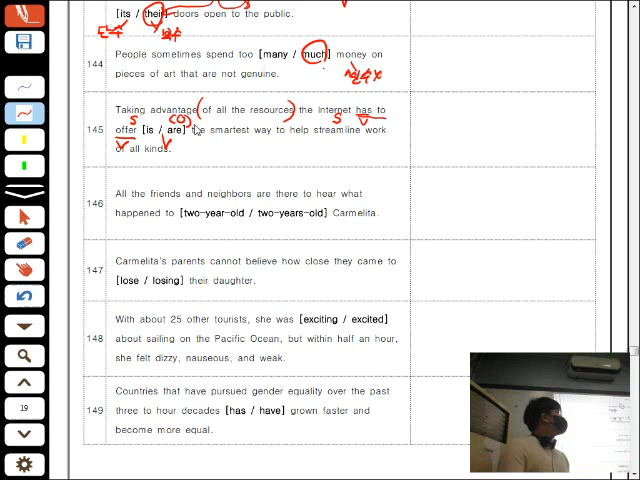 [its / their] doors open to the public.
단수 복수
144 People sometimes spend too [many / much] money on
pieces of art that are not genuine.
Taking advantage (of all the resources) the Internet has to
S (O) S V
145 offer [is / are] the smartest way to help streamline work
V V
of all kinds.
All the friends and neighbors are there to hear what
146
happened to [two-year-old / two-years-old] Carmelita.
Carmelita's parents cannot believe how close they came to
147
[lose / losing] their daughter.
With about 25 other tourists, she was [exciting / excited]
148 about sailing on the Pacific Ocean, but within half an hour,
she felt dizzy, nauseous, and weak.
Countries that have pursued gender equality over the past
149 three to hour decades [has / have] grown faster and
become more equal.
19